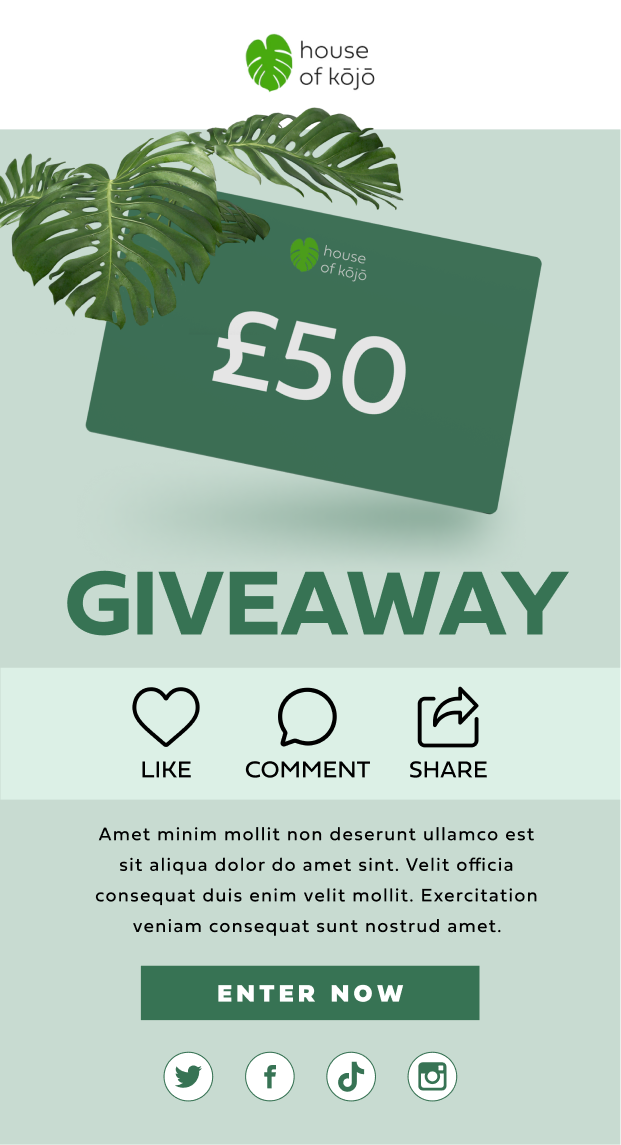 house
of kōjō
house
of kōjō
£50
GIVEAWAY
LIKE COMMENT SHARE
Amet minim mollit non deserunt ullamco est
sit aliqua dolor do amet sint. Velit officia
consequat duis enim velit mollit. Exercitation
veniam consequat sunt nostrud amet.
ENTER NOW